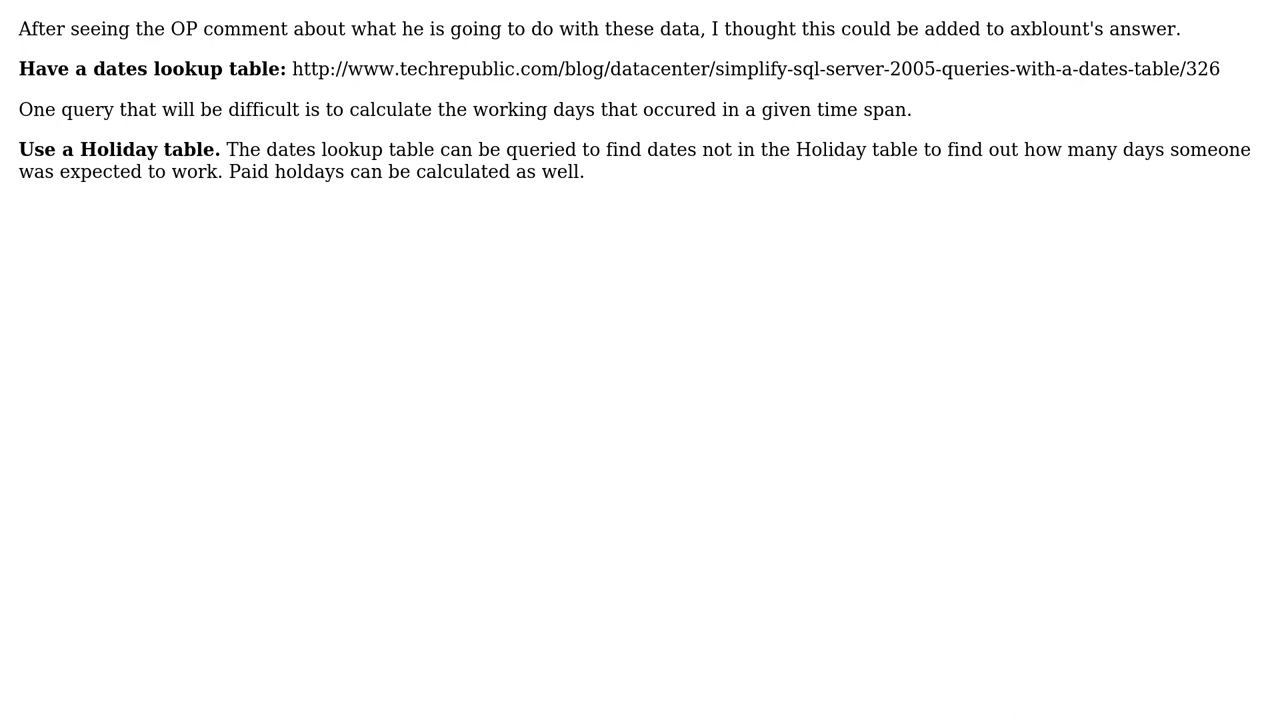 After seeing the OP comment about what he is going to do with these data, I thought this could be added to axblount's answer.
Have a dates lookup table: http://www.techrepublic.com/blog/datacenter/simplify-sql-server-2005-queries-with-a-dates-table/326
One query that will be difficult is to calculate the working days that occured in a given time span.
Use a Holiday table. The dates lookup table can be queried to find dates not in the Holiday table to find out how many days someone
was expected to work. Paid holdays can be calculated as well.